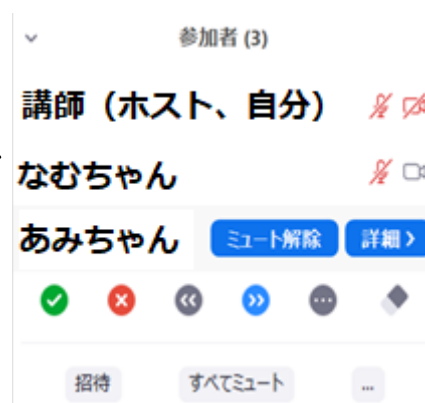 参加者 (3)
講師（ホスト、自分）
なむちゃん
あみちゃん ミュート解除 詳細 >
招待 すべてミュート ...